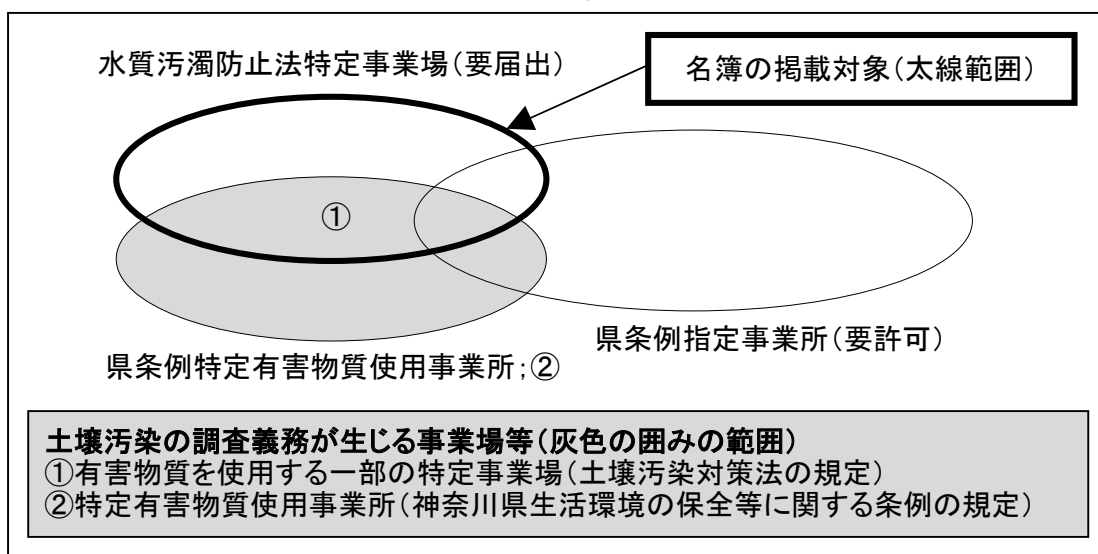 水質汚濁防止法特定事業場(要届出)
名簿の掲載対象(太線範囲)
①
県条例指定事業所(要許可)
県条例特定有害物質使用事業所;②
土壌汚染の調査義務が生じる事業場等(灰色の囲みの範囲)
①有害物質を使用する一部の特定事業場(土壌汚染対策法の規定)
②特定有害物質使用事業所(神奈川県生活環境の保全等に関する条例の規定)